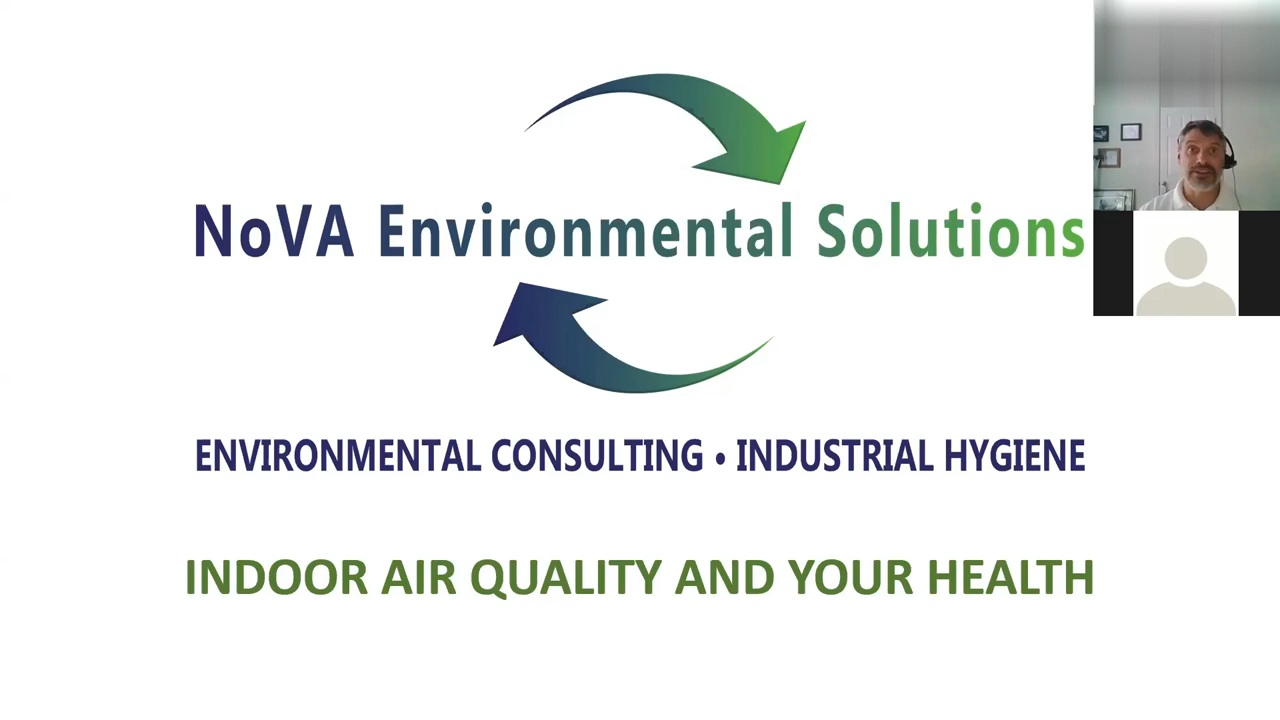 NoVA Environmental Solutions
ENVIRONMENTAL CONSULTING • INDUSTRIAL HYGIENE
INDOOR AIR QUALITY AND YOUR HEALTH